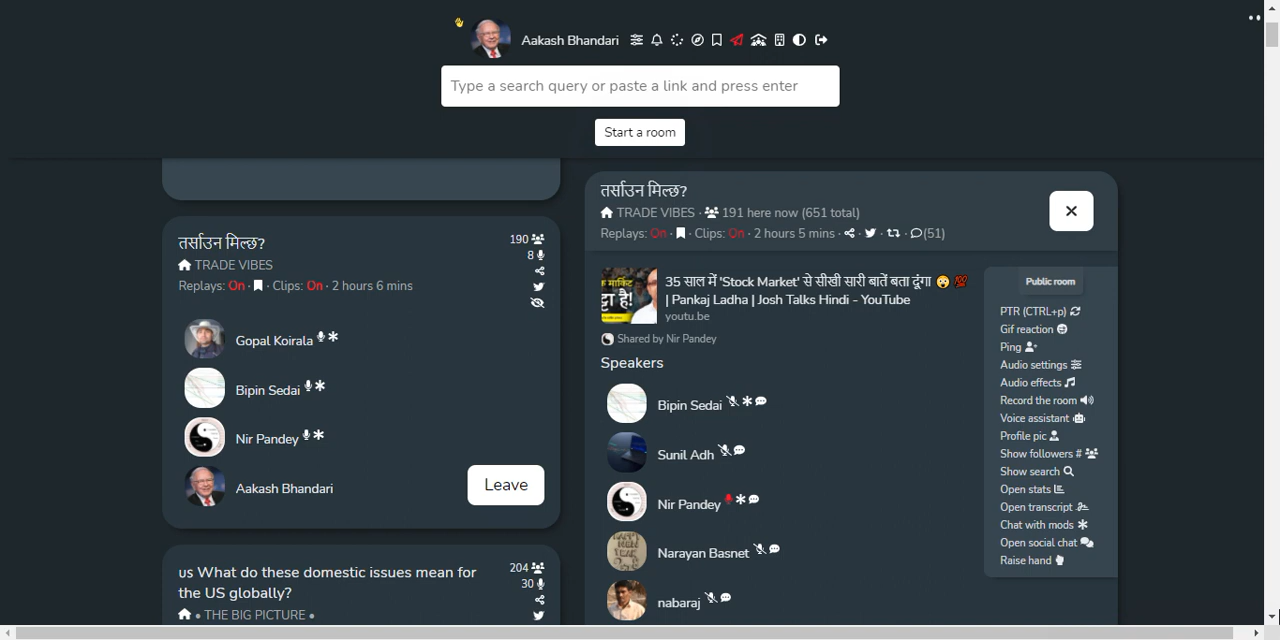 Aakash Bhandari
Type a search query or paste a link and press enter
Start a room
तर्साउन मिल्छ?
TRADE VIBES
Replays: On · Clips: On · 2 hours 6 mins
190
8
Gopal Koirala
Bipin Sedai
Nir Pandey
Aakash Bhandari
Leave
us What do these domestic issues mean for
the US globally?
• THE BIG PICTURE •
204
30
तर्साउन मिल्छ?
TRADE VIBES · 191 here now (651 total)
Replays: On · Clips: On · 2 hours 5 mins · · · · (51)
35 साल में 'Stock Market' से सीखी सारी बातें बता दूंगा 😲 💯
| Pankaj Ladha | Josh Talks Hindi - YouTube
youtu.be
Shared by Nir Pandey
Speakers
Bipin Sedai
Sunil Adh
Nir Pandey
Narayan Basnet
nabaraj
Public room
PTR (CTRL+p)
Gif reaction
Ping
Audio settings
Audio effects
Record the room
Voice assistant
Profile pic
Show followers #
Show search
Open stats
Open transcript
Chat with mods
Open social chat
Raise hand